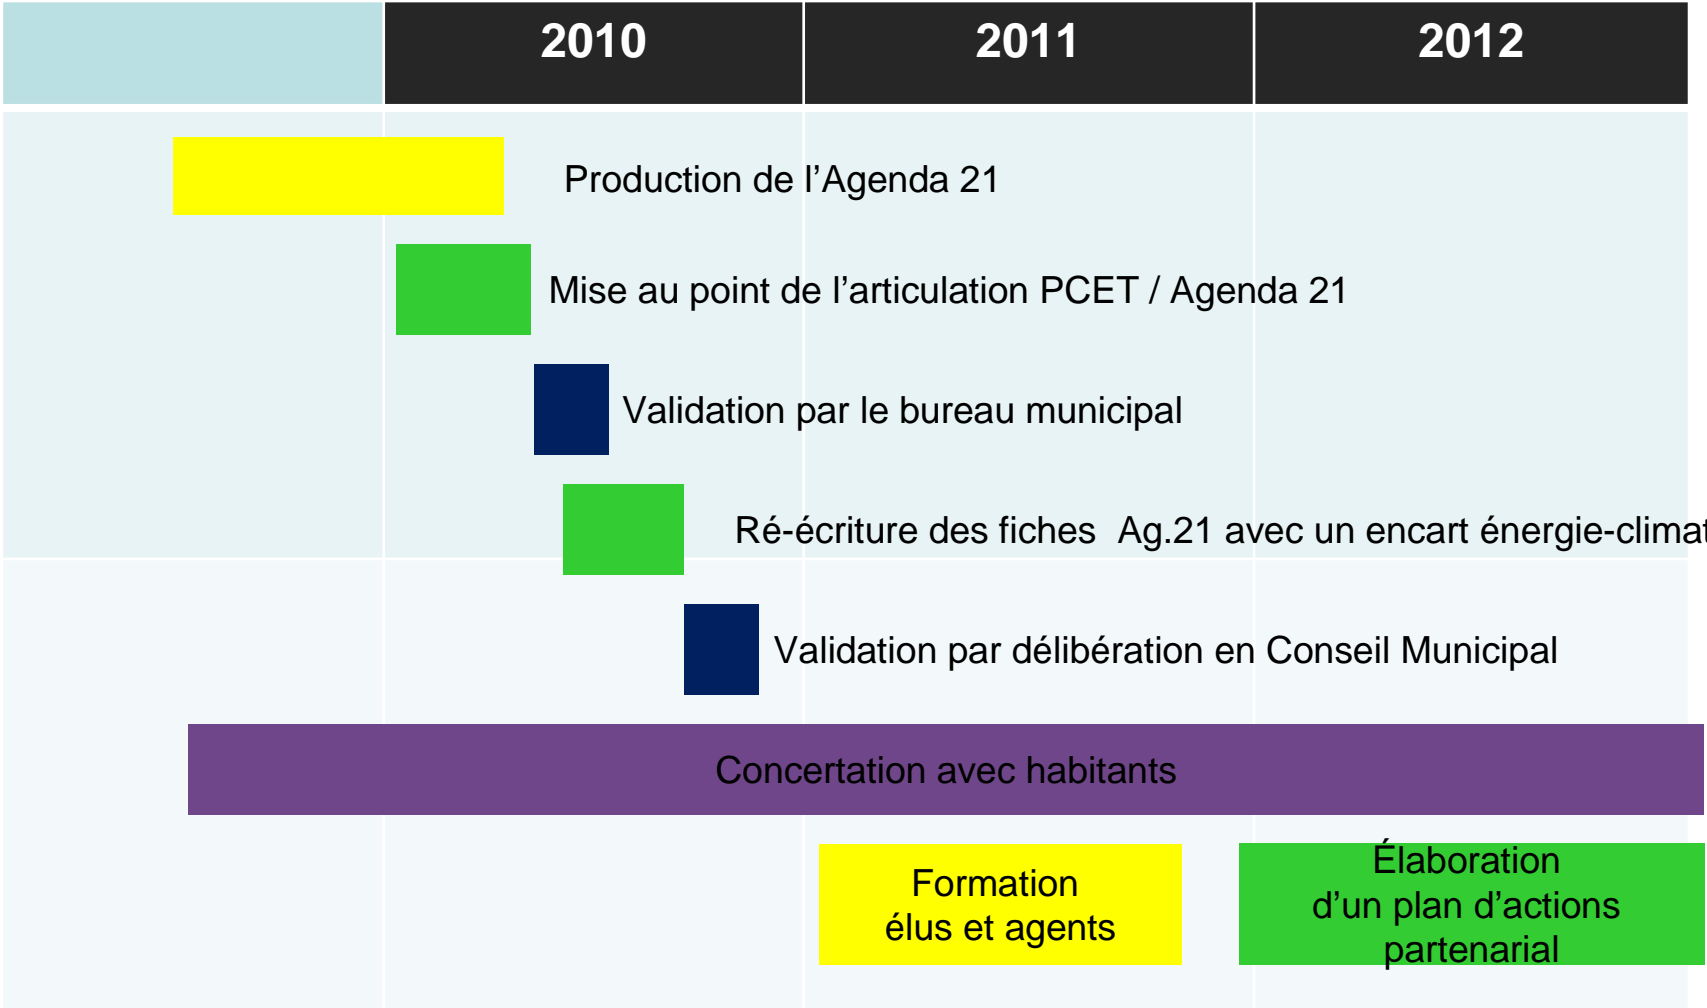 2010 2011 2012
Production de l’Agenda 21
Mise au point de l’articulation PCET / Agenda 21
Validation par le bureau municipal
Ré-écriture des fiches Ag.21 avec un encart énergie-climat
Validation par délibération en Conseil Municipal
Concertation avec habitants
Formation
élus et agents
Élaboration
d’un plan d’actions
partenarial